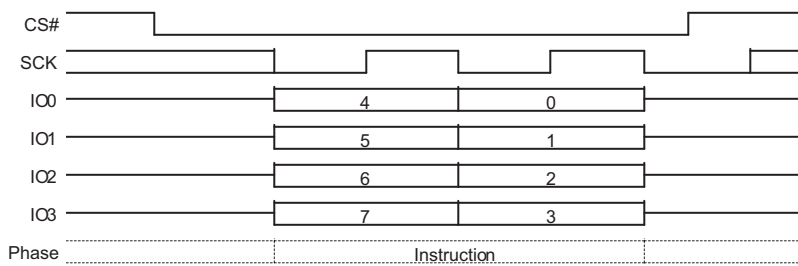 CS#
SCK
IO0 4 0
IO1 5 1
IO2 6 2
IO3 7 3
Phase Instruction